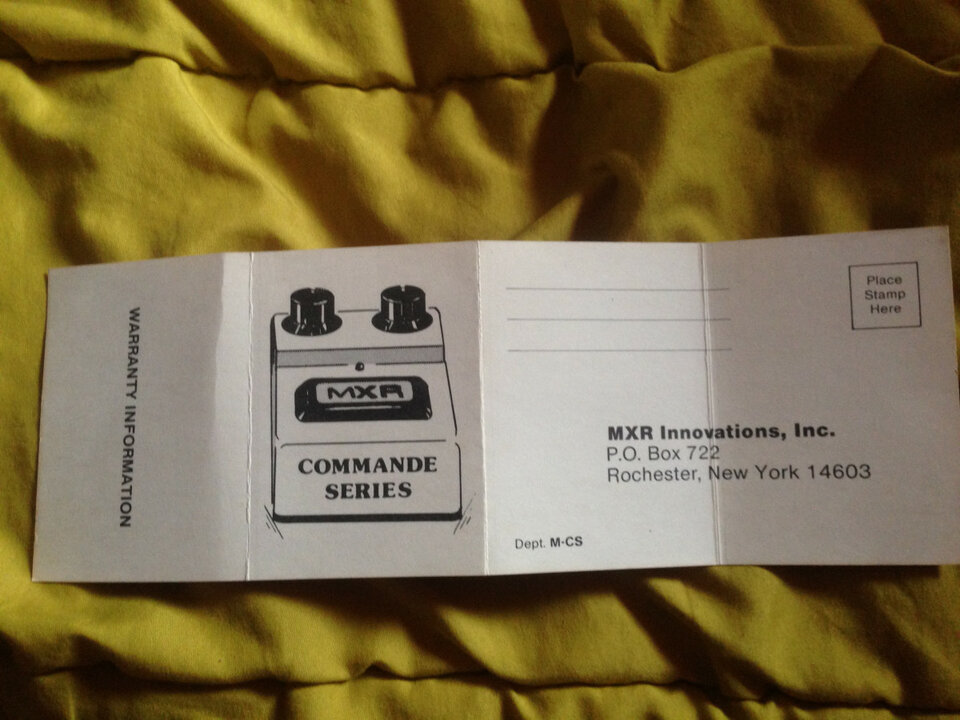 WARRANTY INFORMATION
MXR
COMMANDE
SERIES
Place
Stamp
Here
MXR Innovations, Inc.
P.O. Box 722
Rochester, New York 14603
Dept. M-CS